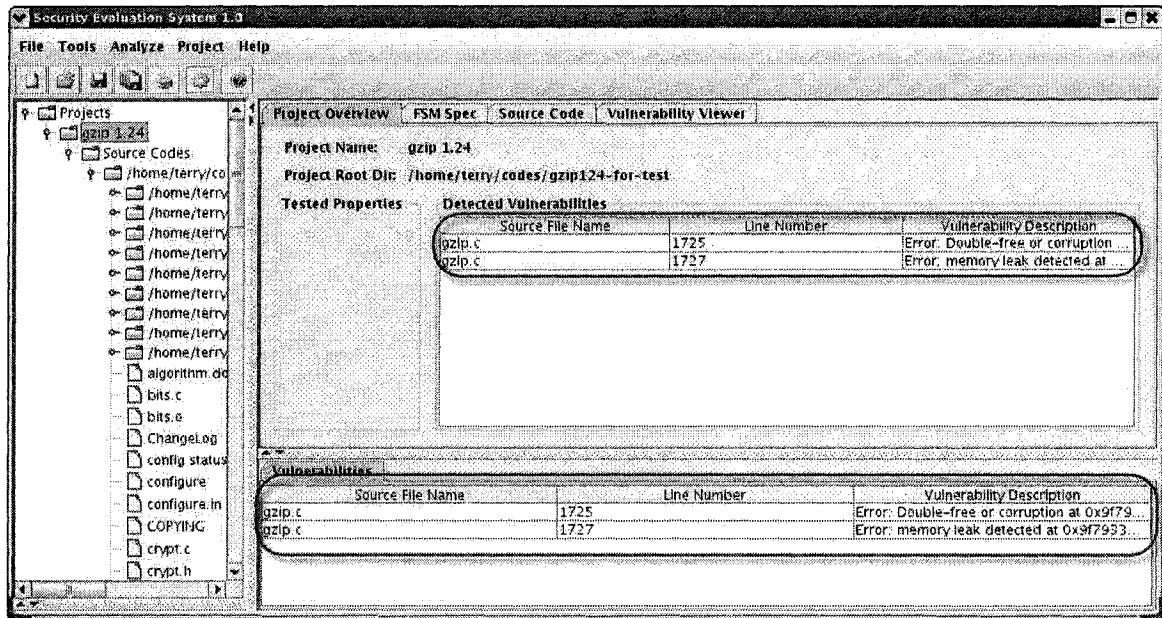 Security Evaluation System 1.0
File Tools Analyze Project Help
Projects
gzip 1.24
Source Codes
/home/terry/co
/home/terry
/home/terry
/home/terry
/home/terry
/home/terry
/home/terry
/home/terry
/home/terry
algorithm.do
bits.c
bits.o
ChangeLog
config status
configure
configure.in
COPYING
crypt.c
crypt.h
Project Overview FSM Spec Source Code Vulnerability Viewer
Project Name: gzip 1.24
Project Root Dir: /home/terry/codes/gzip124-for-test
Tested Properties
Detected Vulnerabilities
Source File Name Line Number Vulnerability Description
gzip.c 1725 Error: Double-free or corruption ...
gzip.c 1727 Error: memory leak detected at ...
Vulnerabilities
Source File Name Line Number Vulnerability Description
gzip.c 1725 Error: Double-free or corruption at 0x9f79...
gzip.c 1727 Error: memory leak detected at 0x9f7933...